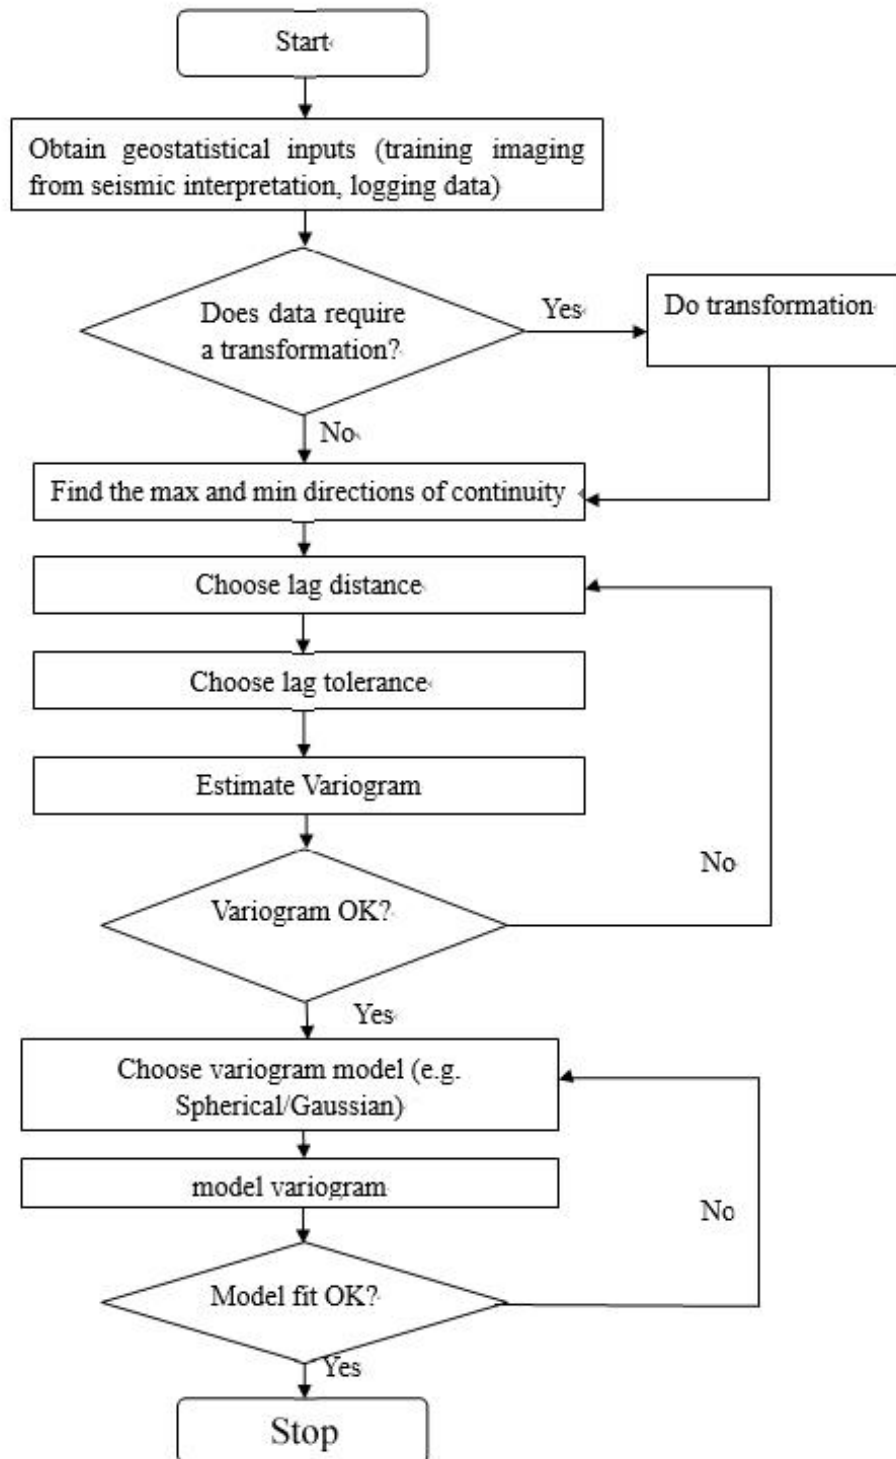 Start
Obtain geostatistical inputs (training imaging
from seismic interpretation, logging data)
Does data require
a transformation?
Yes
Do transformation
No
Find the max and min directions of continuity
Choose lag distance
Choose lag tolerance
Estimate Variogram
No
Variogram OK?
Yes
Choose variogram model (e.g.
Spherical/Gaussian)
model variogram
No
Model fit OK?
Yes
Stop